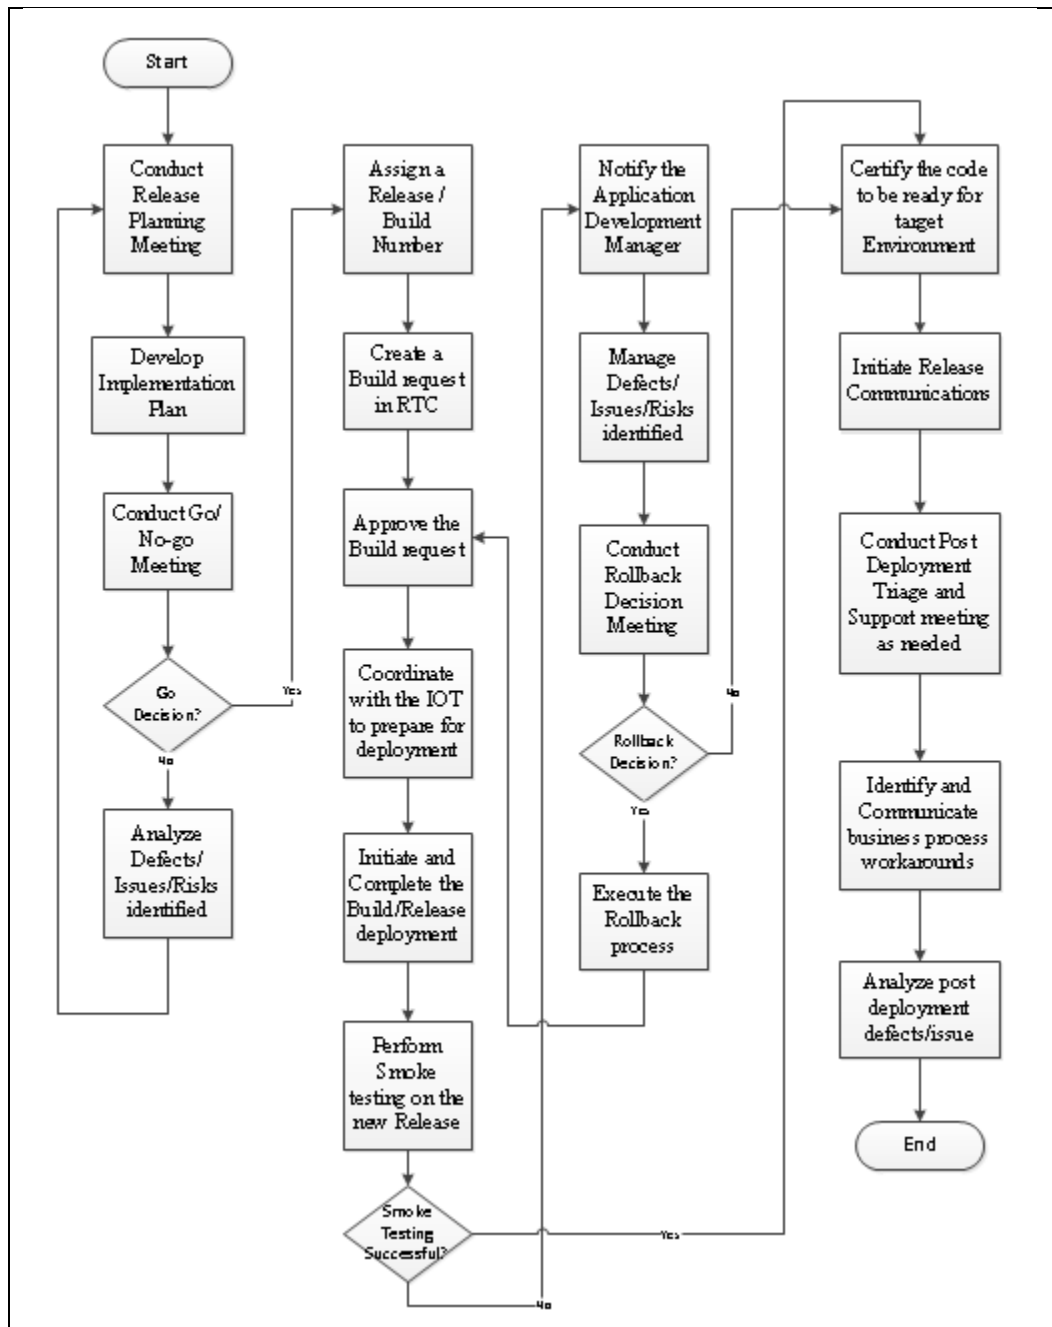 Start
Conduct
Release
Planning
Meeting
Develop
Implementation
Plan
Conduct Go/
No-go
Meeting
Go
Decision?
Yes
No
Analyze
Defects/
Issues/Risks
identified
Assign a
Release /
Build
Number
Create a
Build request
in RTC
Approve the
Build request
Coordinate
with the IOT
to prepare for
deployment
Initiate and
Complete the
Build/Release
deployment
Perform
Smoke
testing on the
new Release
Smoke
Testing
Successful?
Yes
No
Notify the
Application
Development
Manager
Manage
Defects/
Issues/Risks
identified
Conduct
Rollback
Decision
Meeting
Rollback
Decision?
No
Yes
Execute the
Rollback
process
Certify the code
to be ready for
target
Environment
Initiate Release
Communications
Conduct Post
Deployment
Triage and
Support meeting
as needed
Identify and
Communicate
business process
workarounds
Analyze post
deployment
defects/issue
End